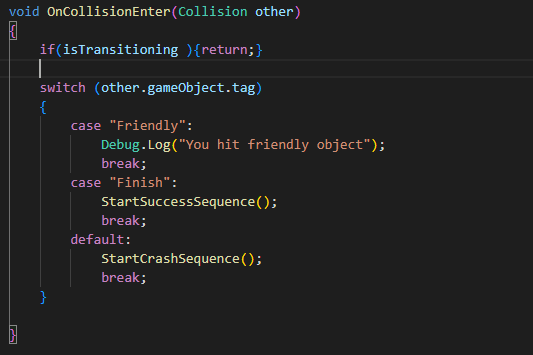 void OnCollisionEnter(Collision other)
{
if(isTransitioning ){return;}
switch (other.gameObject.tag)
{
case "Friendly":
Debug.Log("You hit friendly object");
break;
case "Finish":
StartSuccessSequence();
break;
default:
StartCrashSequence();
break;
}
}